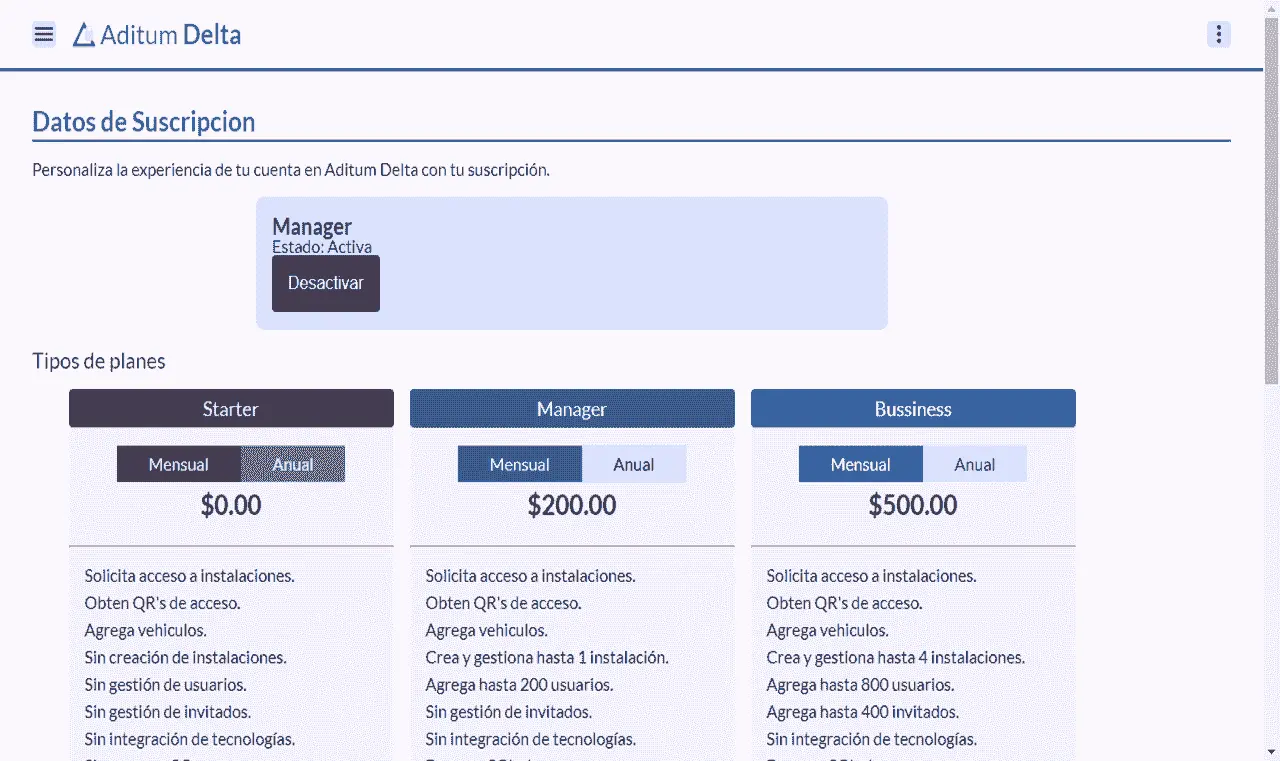 Aditum Delta
Datos de Suscripcion
Personaliza la experiencia de tu cuenta en Aditum Delta con tu suscripción.
Manager
Estado: Activa
Desactivar
Tipos de planes
Starter
Mensual Anual
$0.00
Solicita acceso a instalaciones.
Obten QR's de acceso.
Agrega vehiculos.
Sin creación de instalaciones.
Sin gestión de usuarios.
Sin gestión de invitados.
Sin integración de tecnologías.
Manager
Mensual Anual
$200.00
Solicita acceso a instalaciones.
Obten QR's de acceso.
Agrega vehiculos.
Crea y gestiona hasta 1 instalación.
Agrega hasta 200 usuarios.
Sin gestión de invitados.
Sin integración de tecnologías.
Bussiness
Mensual Anual
$500.00
Solicita acceso a instalaciones.
Obten QR's de acceso.
Agrega vehiculos.
Crea y gestiona hasta 4 instalaciones.
Agrega hasta 800 usuarios.
Agrega hasta 400 invitados.
Sin integración de tecnologías.